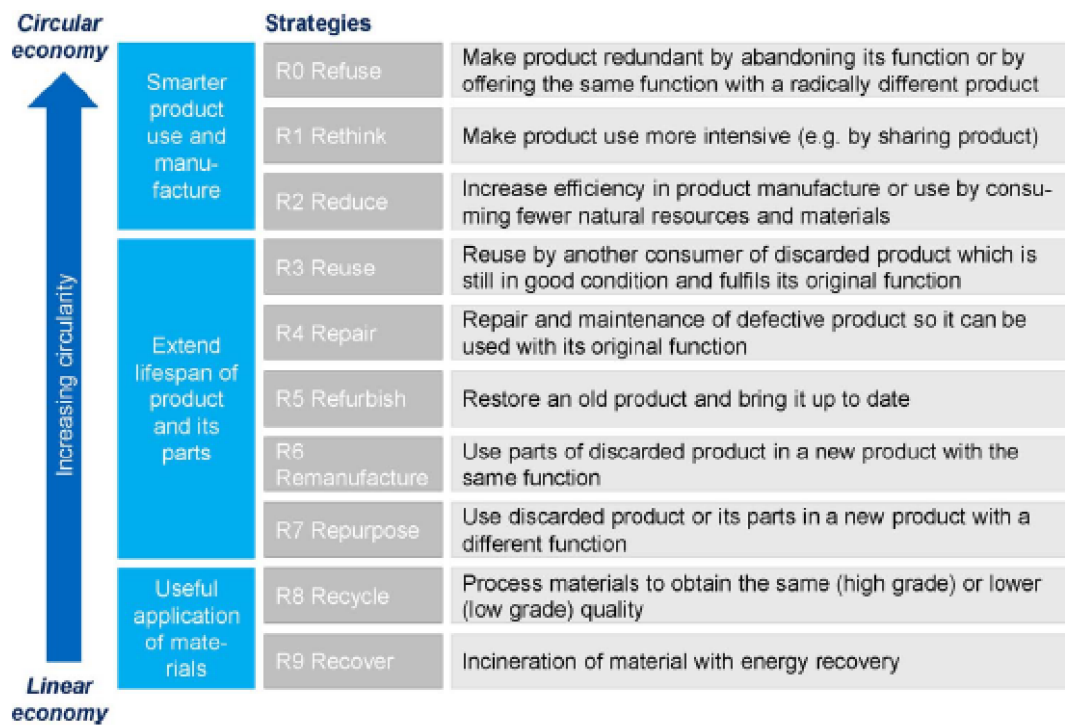 Circular
economy
Strategies
Increasing circularity
Smarter
product
use and
manu-
facture
R0 Refuse
Make product redundant by abandoning its function or by
offering the same function with a radically different product
R1 Rethink
Make product use more intensive (e.g. by sharing product)
R2 Reduce
Increase efficiency in product manufacture or use by consu-
ming fewer natural resources and materials
Extend
lifespan of
product
and its
parts
R3 Reuse
Reuse by another consumer of discarded product which is
still in good condition and fulfils its original function
R4 Repair
Repair and maintenance of defective product so it can be
used with its original function
R5 Refurbish
Restore an old product and bring it up to date
R6
Remanufacture
Use parts of discarded product in a new product with the
same function
R7 Repurpose
Use discarded product or its parts in a new product with a
different function
Useful
application
of mate-
rials
R8 Recycle
Process materials to obtain the same (high grade) or lower
(low grade) quality
R9 Recover
Incineration of material with energy recovery
Linear
economy